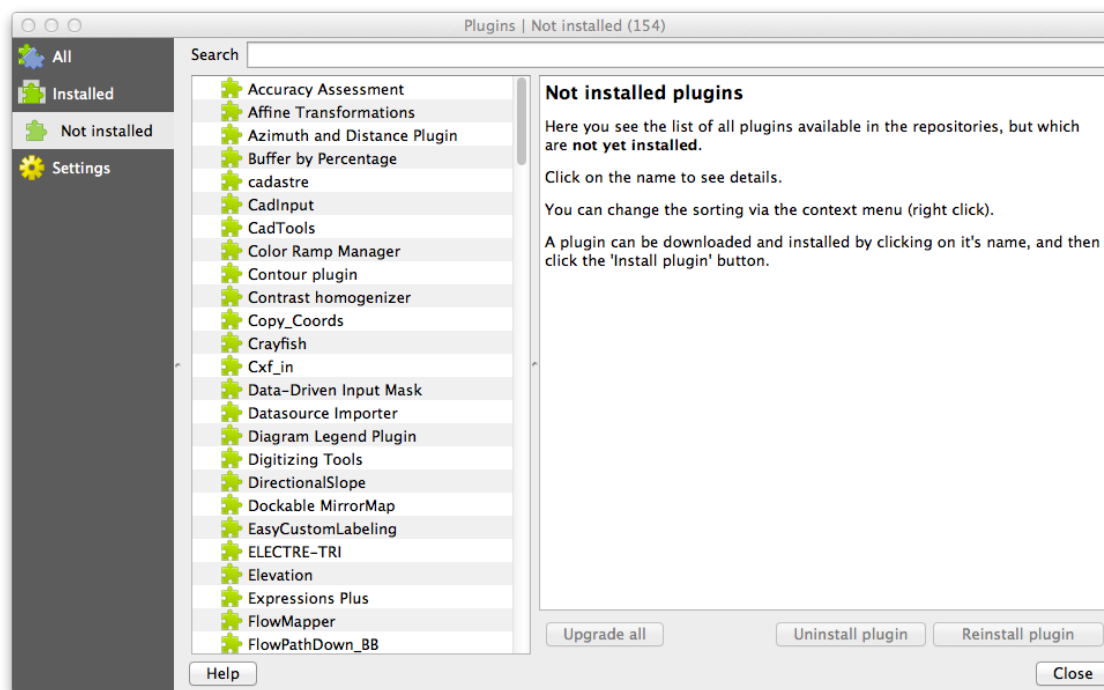 Plugins | Not installed (154)
All
Installed
Not installed
Settings
Search
Accuracy Assessment
Affine Transformations
Azimuth and Distance Plugin
Buffer by Percentage
cadastre
CadInput
CadTools
Color Ramp Manager
Contour plugin
Contrast homogenizer
Copy_Coords
Crayfish
Cxf_in
Data-Driven Input Mask
Datasource Importer
Diagram Legend Plugin
Digitizing Tools
DirectionalSlope
Dockable MirrorMap
EasyCustomLabeling
ELECTRE-TRI
Elevation
Expressions Plus
FlowMapper
FlowPathDown_BB
Not installed plugins
Here you see the list of all plugins available in the repositories, but which
are not yet installed.
Click on the name to see details.
You can change the sorting via the context menu (right click).
A plugin can be downloaded and installed by clicking on it's name, and then
click the 'Install plugin' button.
Upgrade all
Uninstall plugin
Reinstall plugin
Help
Close